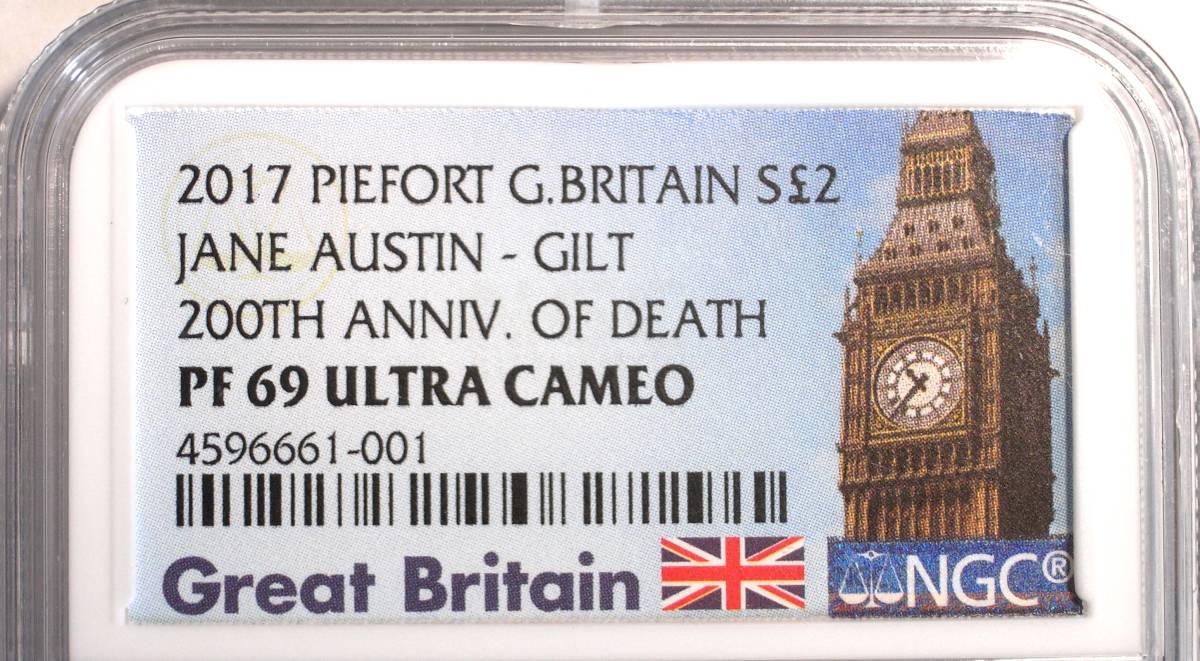 2017 PIEFORT G.BRITAIN S£2
JANE AUSTIN - GILT
200TH ANNIV. OF DEATH
PF 69 ULTRA CAMEO
4596661-001
Great Britain
NGC®